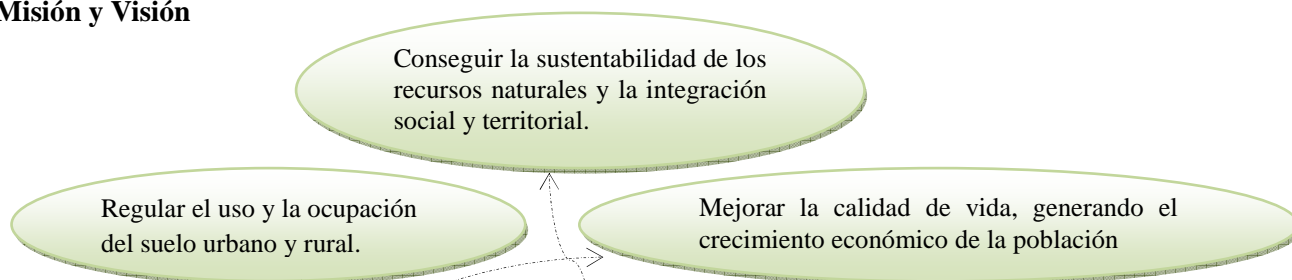 Misión y Visión
Conseguir la sustentabilidad de los
recursos naturales y la integración
social y territorial.
Regular el uso y la ocupación
del suelo urbano y rural.
Mejorar la calidad de vida, generando el
crecimiento económico de la población